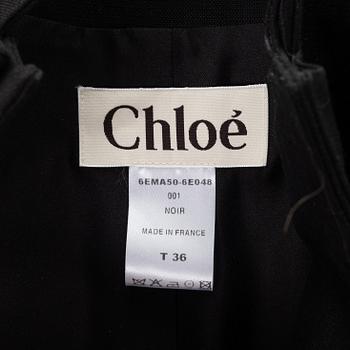 Chloé
6EMA50-6E048
001
NOIR
MADE IN FRANCE
T 36